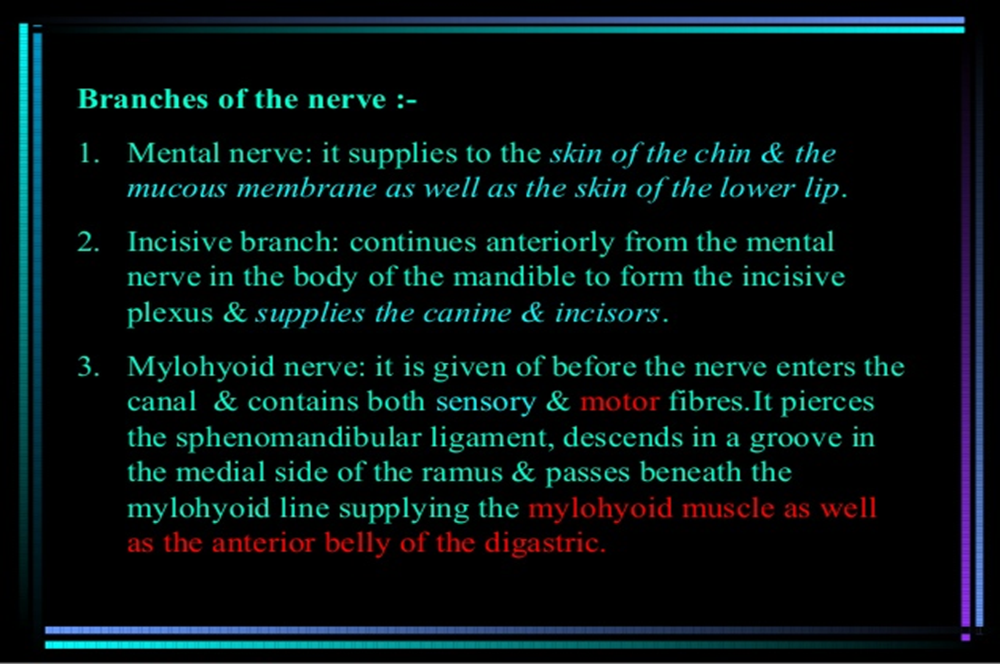 Branches of the nerve :-
1. Mental nerve: it supplies to the skin of the chin & the
mucous membrane as well as the skin of the lower lip.
2. Incisive branch: continues anteriorly from the mental
nerve in the body of the mandible to form the incisive
plexus & supplies the canine & incisors.
3. Mylohyoid nerve: it is given of before the nerve enters the
canal & contains both sensory & motor fibres.It pierces
the sphenomandibular ligament, descends in a groove in
the medial side of the ramus & passes beneath the
mylohyoid line supplying the mylohyoid muscle as well
as the anterior belly of the digastric.